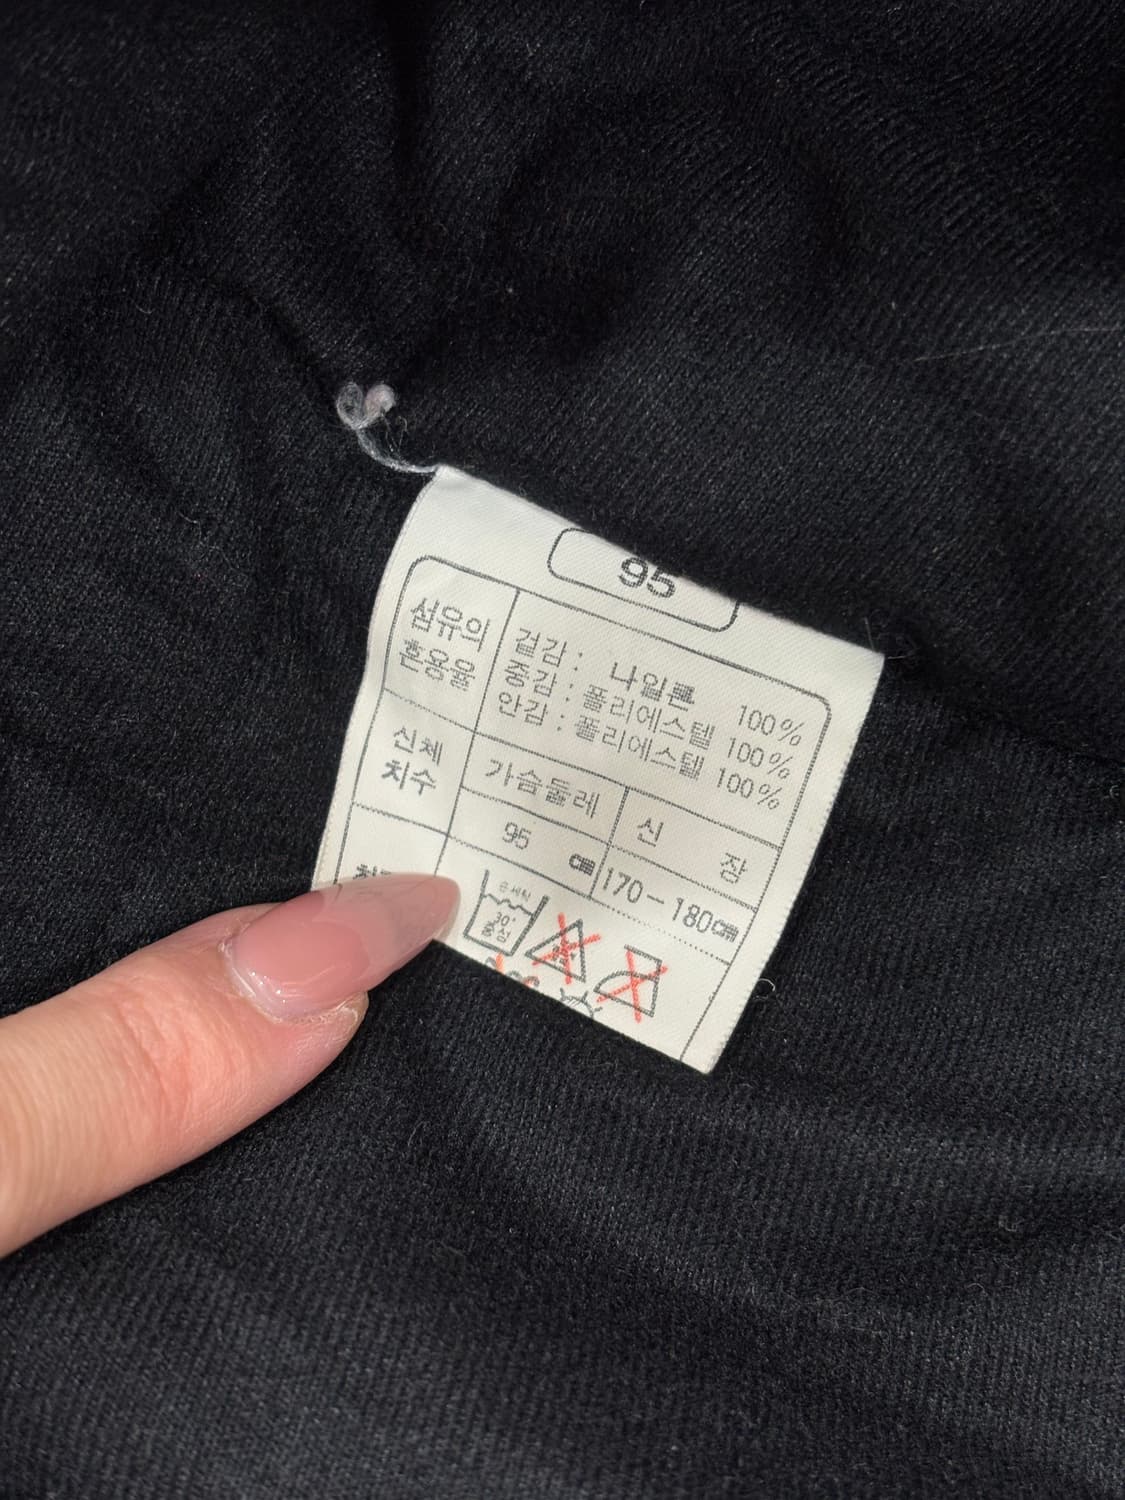 95
섬유의
혼용율
겉감 : 나일론 100%
중감 : 폴리에스텔 100%
안감 : 폴리에스텔 100%
신체
치수
가슴둘레
신 장
95 cm
170-180cm
30°
중성